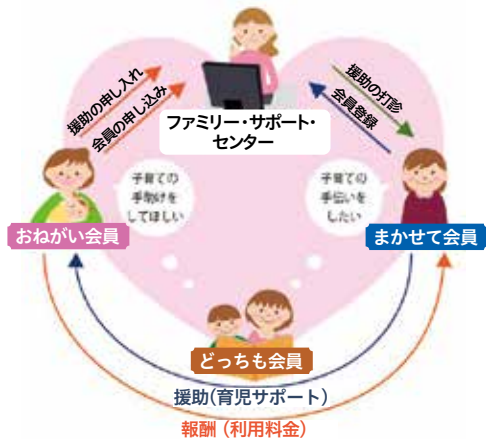 援助の申し入れ
会員の申し込み
援助の打診
会員登録
ファミリー・サポート・
センター
子育ての
手助けを
してほしい
子育ての
手伝いを
したい
おねがい会員
まかせて会員
どっちも会員
援助(育児サポート)
報酬（利用料金）